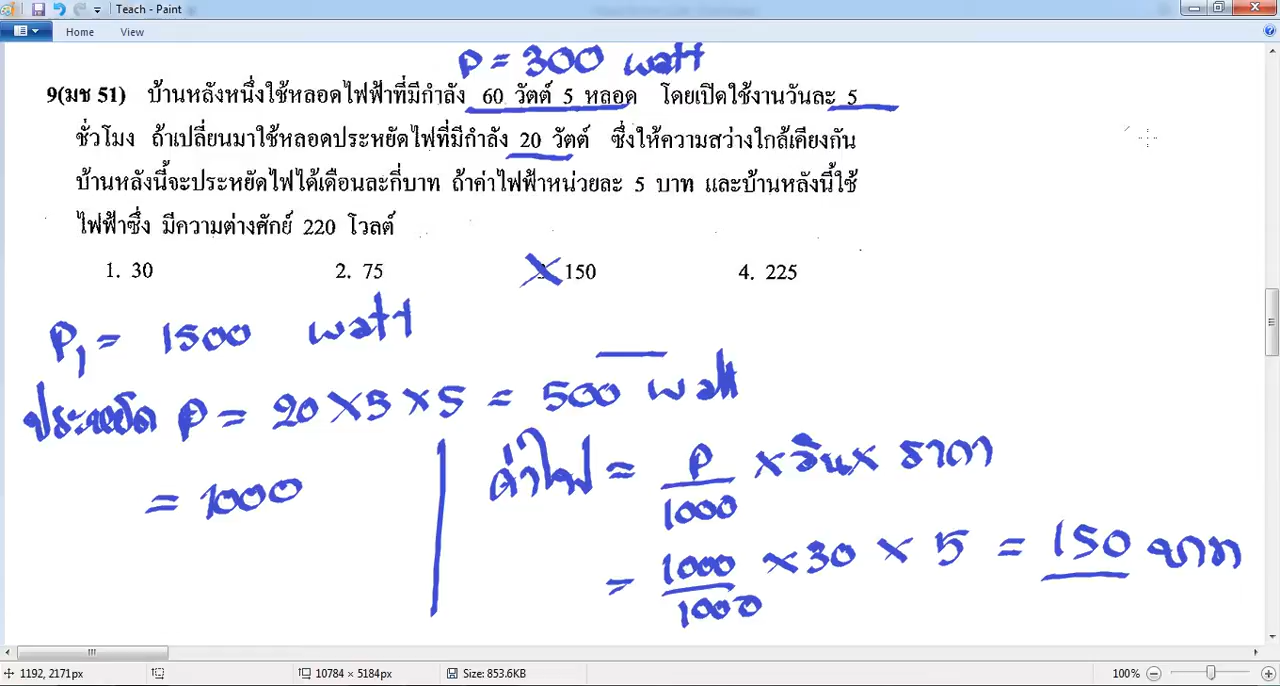 Teach - Paint
Home View
P = 300 watt
9(มช 51) บ้านหลังหนึ่งใช้หลอดไฟฟ้าที่มีกำลัง 60 วัตต์ 5 หลอด โดยเปิดใช้งานวันละ 5
ชั่วโมง ถ้าเปลี่ยนมาใช้หลอดประหยัดไฟที่มีกำลัง 20 วัตต์ ซึ่งให้ความสว่างใกล้เคียงกัน
บ้านหลังนี้จะประหยัดไฟได้เดือนละกี่บาท ถ้าค่าไฟฟ้าหน่วยละ 5 บาท และบ้านหลังนี้ใช้
ไฟฟ้าซึ่ง มีความต่างศักย์ 220 โวลต์
1. 30 2. 75 3. 150 4. 225
P1 = 1500 watt
ประหยัด P = 20 × 5 × 5 = 500 watt
ค่าไฟ = P/1000 × วัน × ราคา
= 1000
= 1000/1000 × 30 × 5 = 150 บาท
1192, 2171px 10784 × 5184px Size: 853.6KB 100%